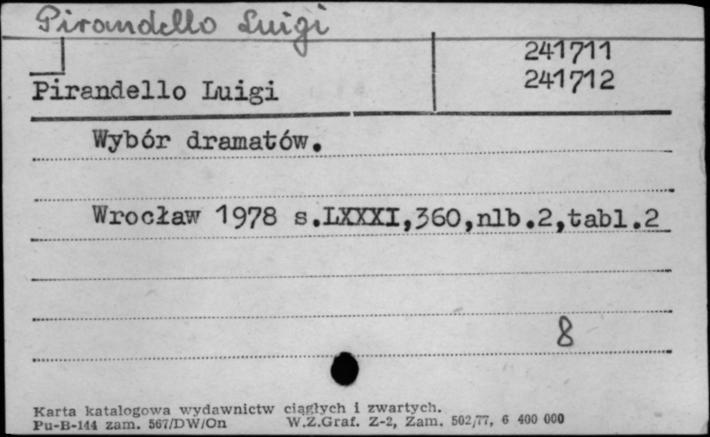 Pirandello Luigi
241711
241712
Pirandello Luigi
Wybór dramatów.
Wrocław 1978 s.LXXXI,360,nlb.2,tabl.2
8
Karta katalogowa wydawnictw ciągłych i zwartych.
Pu-B-144 zam. 567/DW/On W.Z.Graf. Z-2, Zam. 502/77, 6 400 000